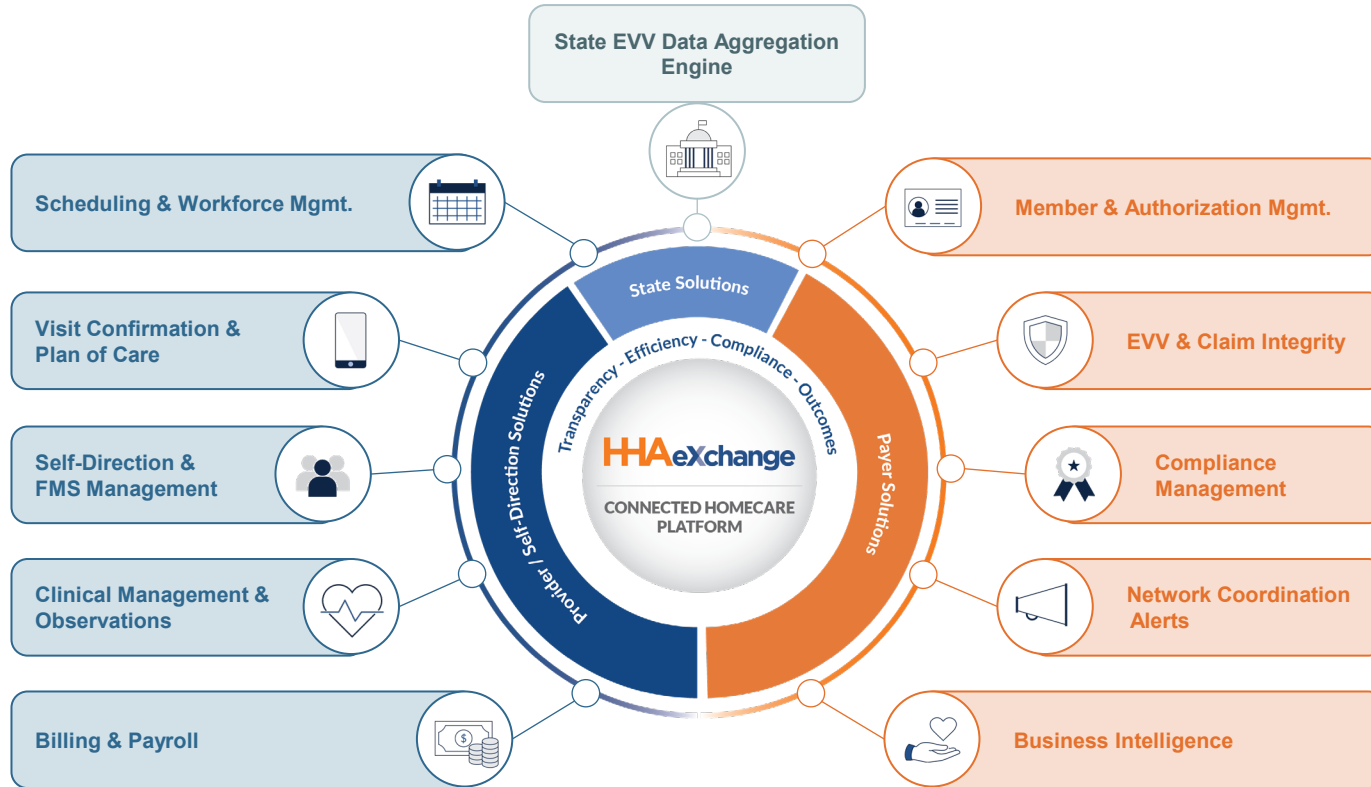 State EVV Data Aggregation
Engine
Scheduling & Workforce Mgmt.
Visit Confirmation &
Plan of Care
Self-Direction &
FMS Management
Clinical Management &
Observations
Billing & Payroll
State Solutions
Provider / Self-Direction Solutions
Payer Solutions
Transparency - Efficiency - Compliance - Outcomes
HHAeXchange
CONNECTED HOMECARE
PLATFORM
$
Member & Authorization Mgmt.
EVV & Claim Integrity
Compliance
Management
Network Coordination
Alerts
Business Intelligence